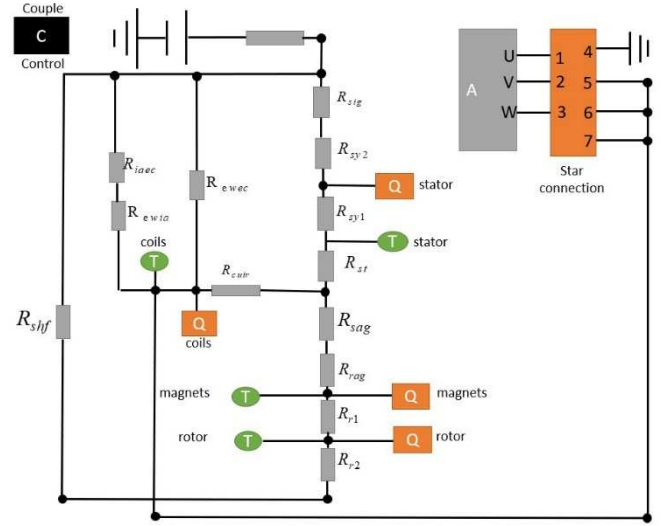 Couple
C
Control
R_sig
R_sy2
Q stator
R_sy1
T stator
R_st
R_iaec
R_ewia
R_ewec
coils
T
R_cuir
Q
coils
R_shf
R_sag
R_rag
magnets T Q magnets
R_r1
rotor T Q rotor
R_r2
A
U 1 4
V 2 5
W 3 6
7
Star
connection